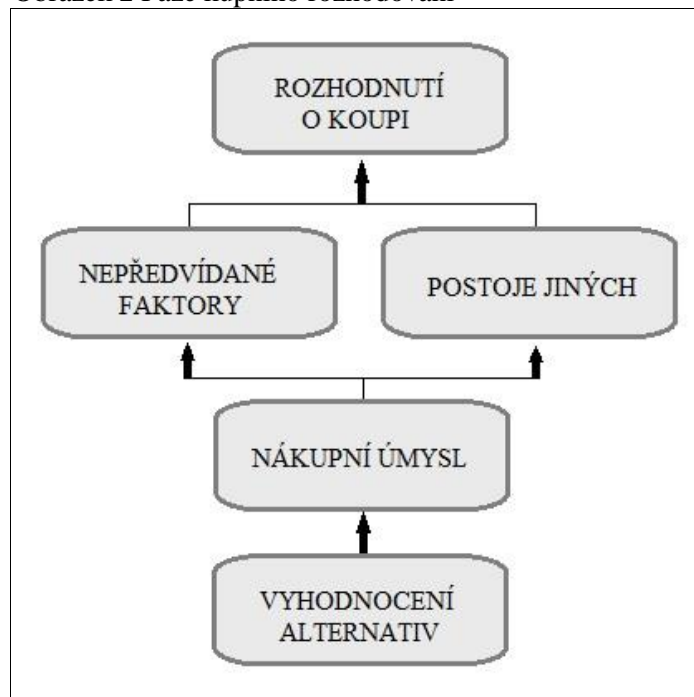 ROZHODNUTÍ
O KOUPI
NEPŘEDVÍDANÉ
FAKTORY
POSTOJE JINÝCH
NÁKUPNÍ ÚMYSL
VYHODNOCENÍ
ALTERNATIV